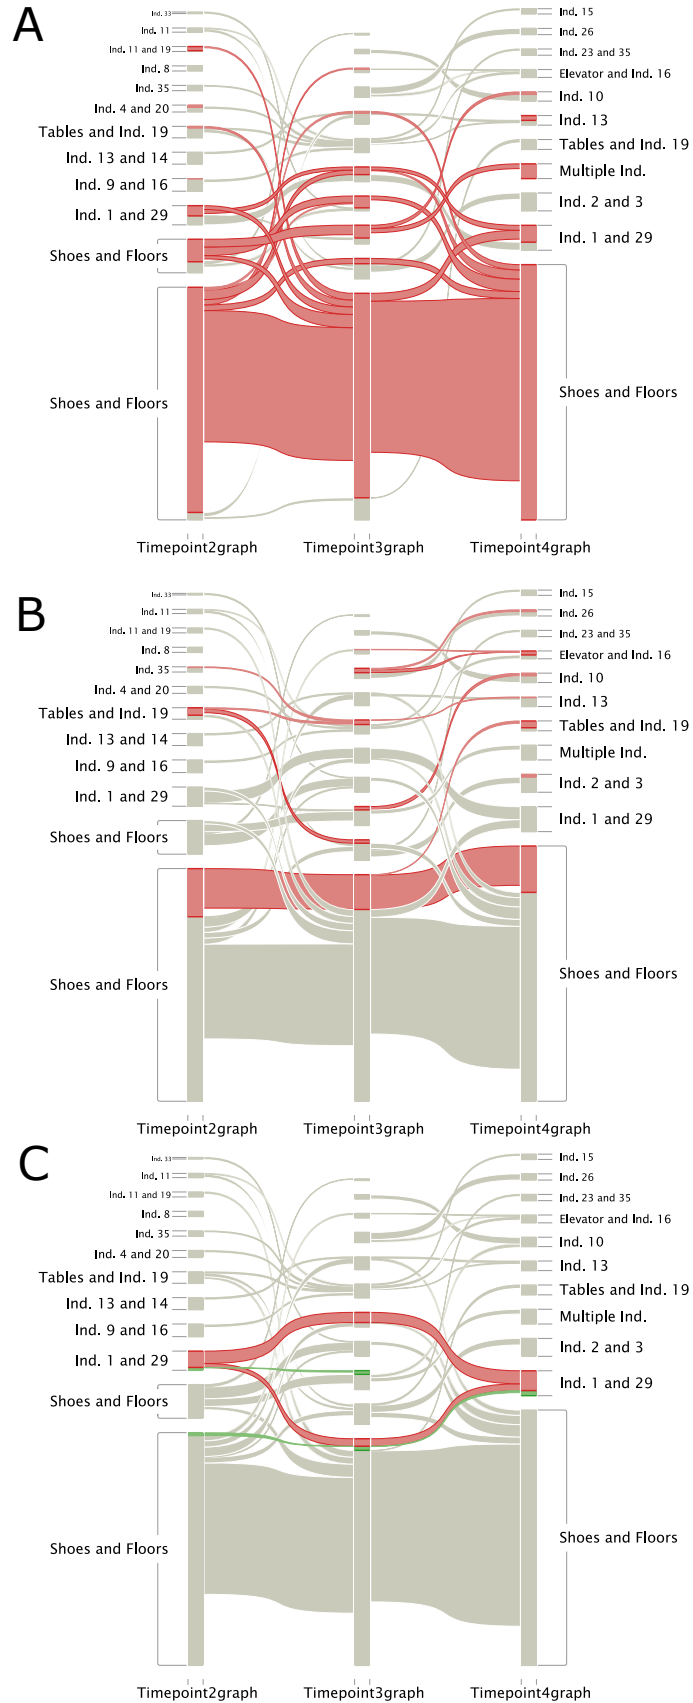 A
Ind. 33
Ind. 11
Ind. 11 and 19
Ind. 8
Ind. 35
Ind. 4 and 20
Tables and Ind. 19
Ind. 13 and 14
Ind. 9 and 16
Ind. 1 and 29
Shoes and Floors
Shoes and Floors
Ind. 15
Ind. 26
Ind. 23 and 35
Elevator and Ind. 16
Ind. 10
Ind. 13
Tables and Ind. 19
Multiple Ind.
Ind. 2 and 3
Ind. 1 and 29
Shoes and Floors
Timepoint2graph Timepoint3graph Timepoint4graph
B
Ind. 33
Ind. 11
Ind. 11 and 19
Ind. 8
Ind. 35
Ind. 4 and 20
Tables and Ind. 19
Ind. 13 and 14
Ind. 9 and 16
Ind. 1 and 29
Shoes and Floors
Shoes and Floors
Ind. 15
Ind. 26
Ind. 23 and 35
Elevator and Ind. 16
Ind. 10
Ind. 13
Tables and Ind. 19
Multiple Ind.
Ind. 2 and 3
Ind. 1 and 29
Shoes and Floors
Timepoint2graph Timepoint3graph Timepoint4graph
C
Ind. 33
Ind. 11
Ind. 11 and 19
Ind. 8
Ind. 35
Ind. 4 and 20
Tables and Ind. 19
Ind. 13 and 14
Ind. 9 and 16
Ind. 1 and 29
Shoes and Floors
Shoes and Floors
Ind. 15
Ind. 26
Ind. 23 and 35
Elevator and Ind. 16
Ind. 10
Ind. 13
Tables and Ind. 19
Multiple Ind.
Ind. 2 and 3
Ind. 1 and 29
Shoes and Floors
Timepoint2graph Timepoint3graph Timepoint4graph